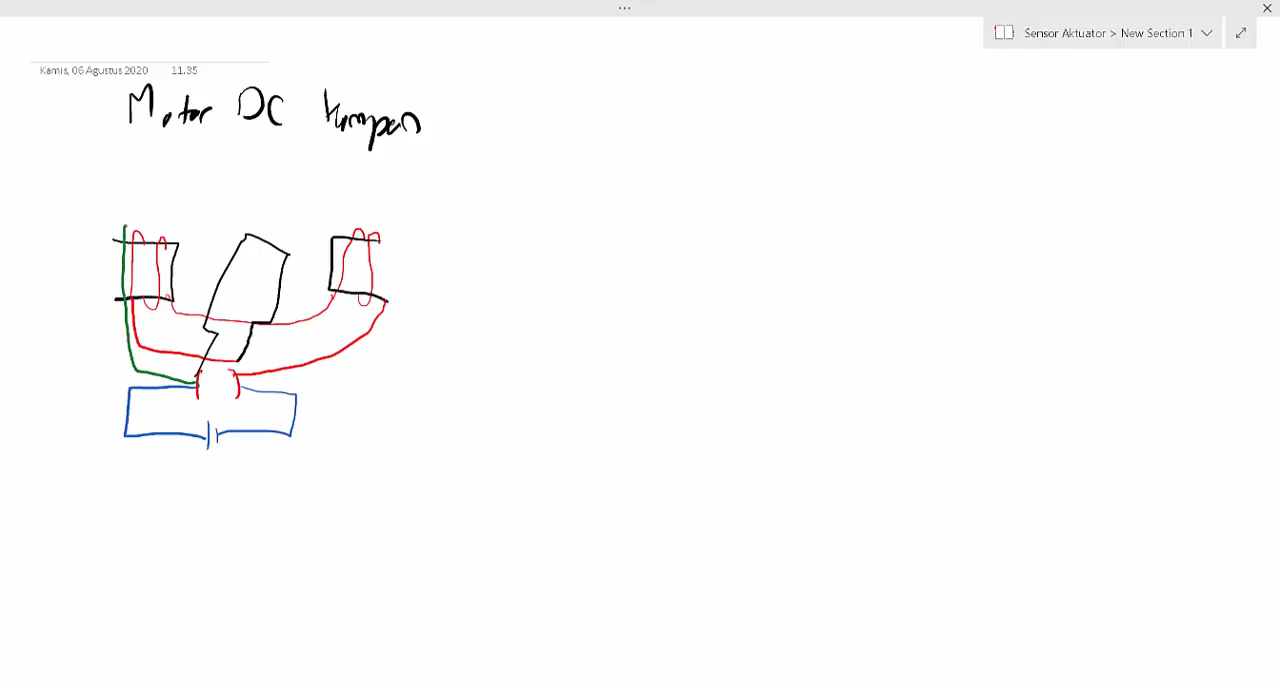 Sensor Aktuator > New Section 1
Kamis, 06 Agustus 2020 11.35
Motor DC kompon